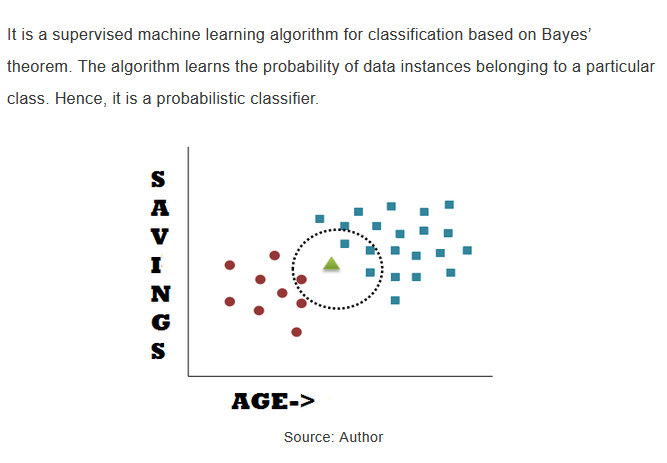 It is a supervised machine learning algorithm for classification based on Bayes’
theorem. The algorithm learns the probability of data instances belonging to a particular
class. Hence, it is a probabilistic classifier.
SAVINGS
AGE->
Source: Author